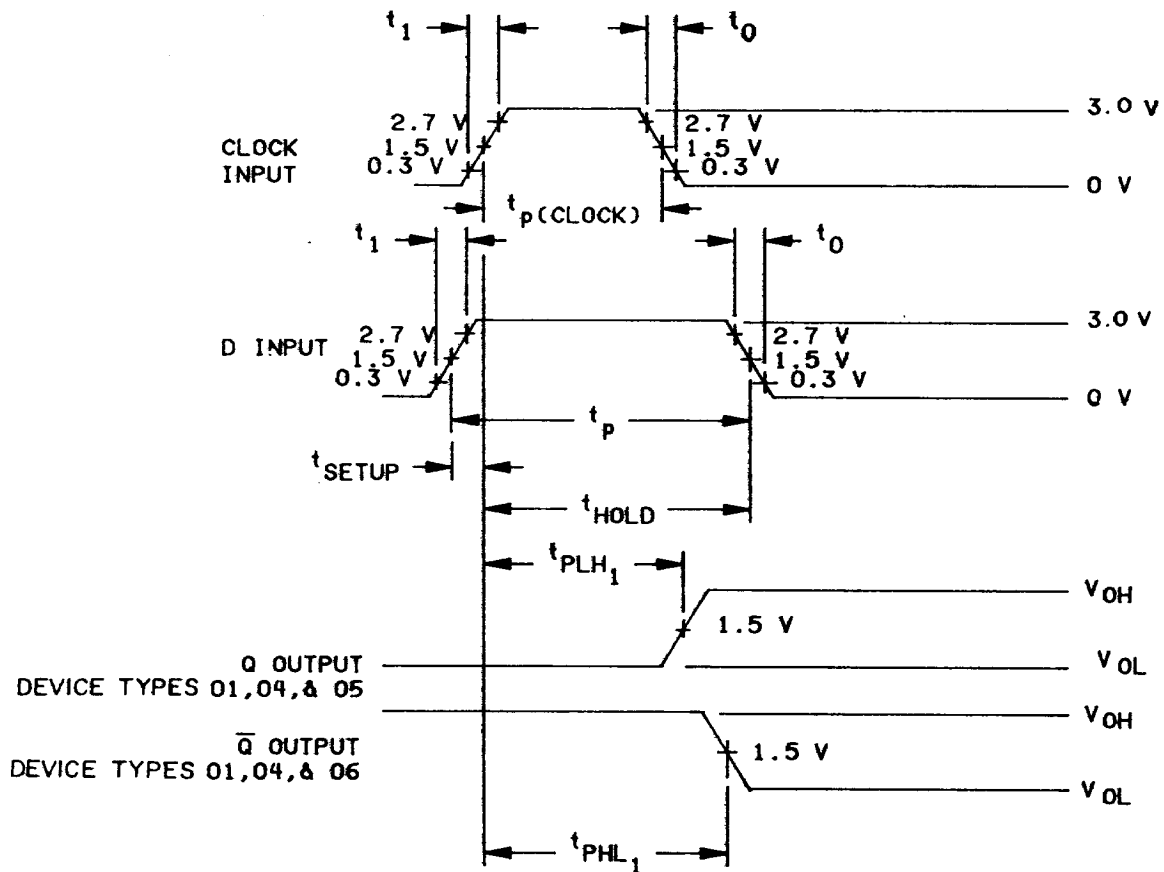 t1 t0
3.0 V
2.7 V 2.7 V
CLOCK 1.5 V 1.5 V
INPUT 0.3 V 0.3 V
0 V
tp(CLOCK)
t1 t0
3.0 V
2.7 V 2.7 V
D INPUT 1.5 V 1.5 V
0.3 V 0.3 V
0 V
tp
tSETUP
tHOLD
tPLH1
VOH
1.5 V
Q OUTPUT VOL
DEVICE TYPES 01,04,& 05
VOH
Q̅ OUTPUT 1.5 V
DEVICE TYPES 01,04,& 06
VOL
tPHL1